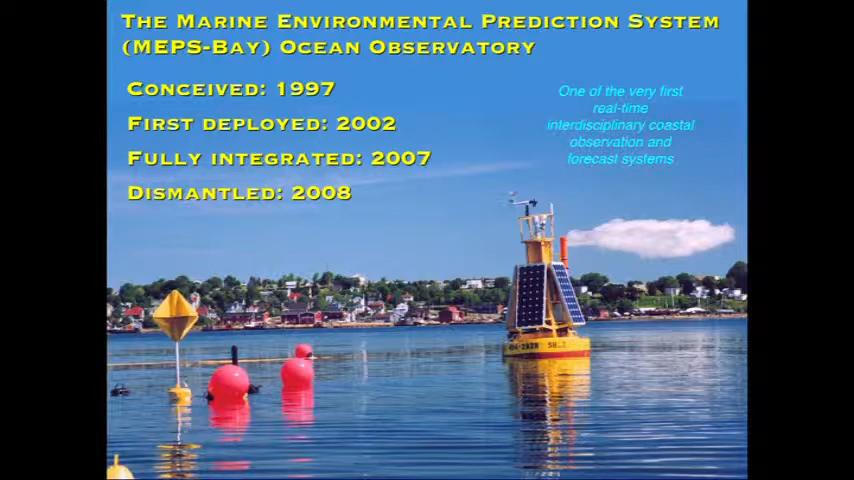 The Marine Environmental Prediction System
(MEPS-Bay) Ocean Observatory
Conceived: 1997
First deployed: 2002
Fully integrated: 2007
Dismantled: 2008
One of the very first
real-time
interdisciplinary coastal
observation and
forecast systems